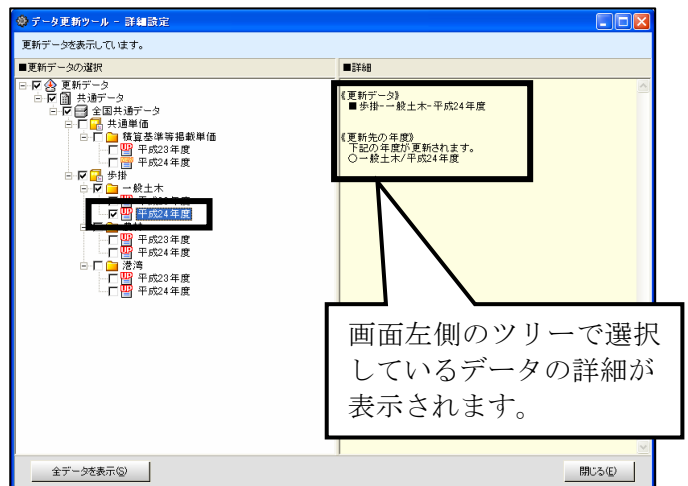 データ更新ツール - 詳細設定
更新データを表示しています。
■更新データの選択
更新データ
共通データ
全国共通データ
共通単価
積算基準等掲載単価
平成23年度
平成24年度
歩掛
一般土木
平成24年度
平成23年度
平成24年度
港湾
平成23年度
平成24年度
■詳細
《更新データ》
■歩掛-一般土木-平成24年度
《更新先の年度》
下記の年度が更新されます。
○一般土木/平成24年度
画面左側のツリーで選択
しているデータの詳細が
表示されます。
全データを表示(S)
閉じる(E)